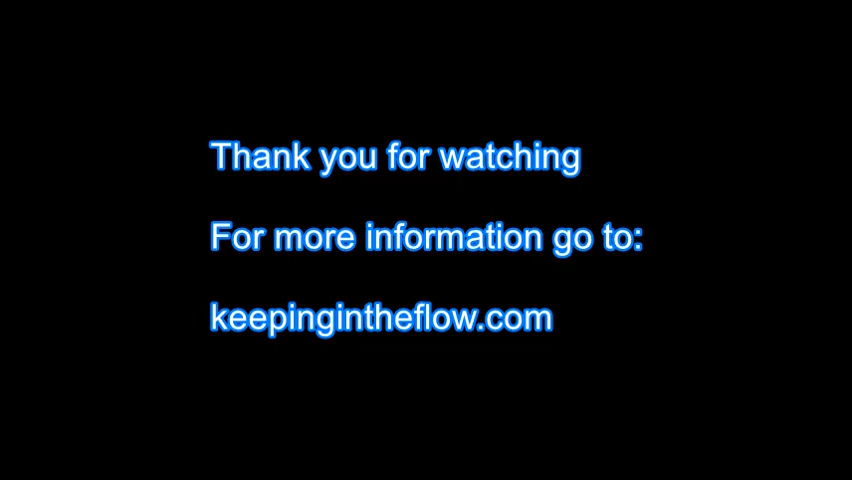 Thank you for watching
For more information go to:
keepingintheflow.com